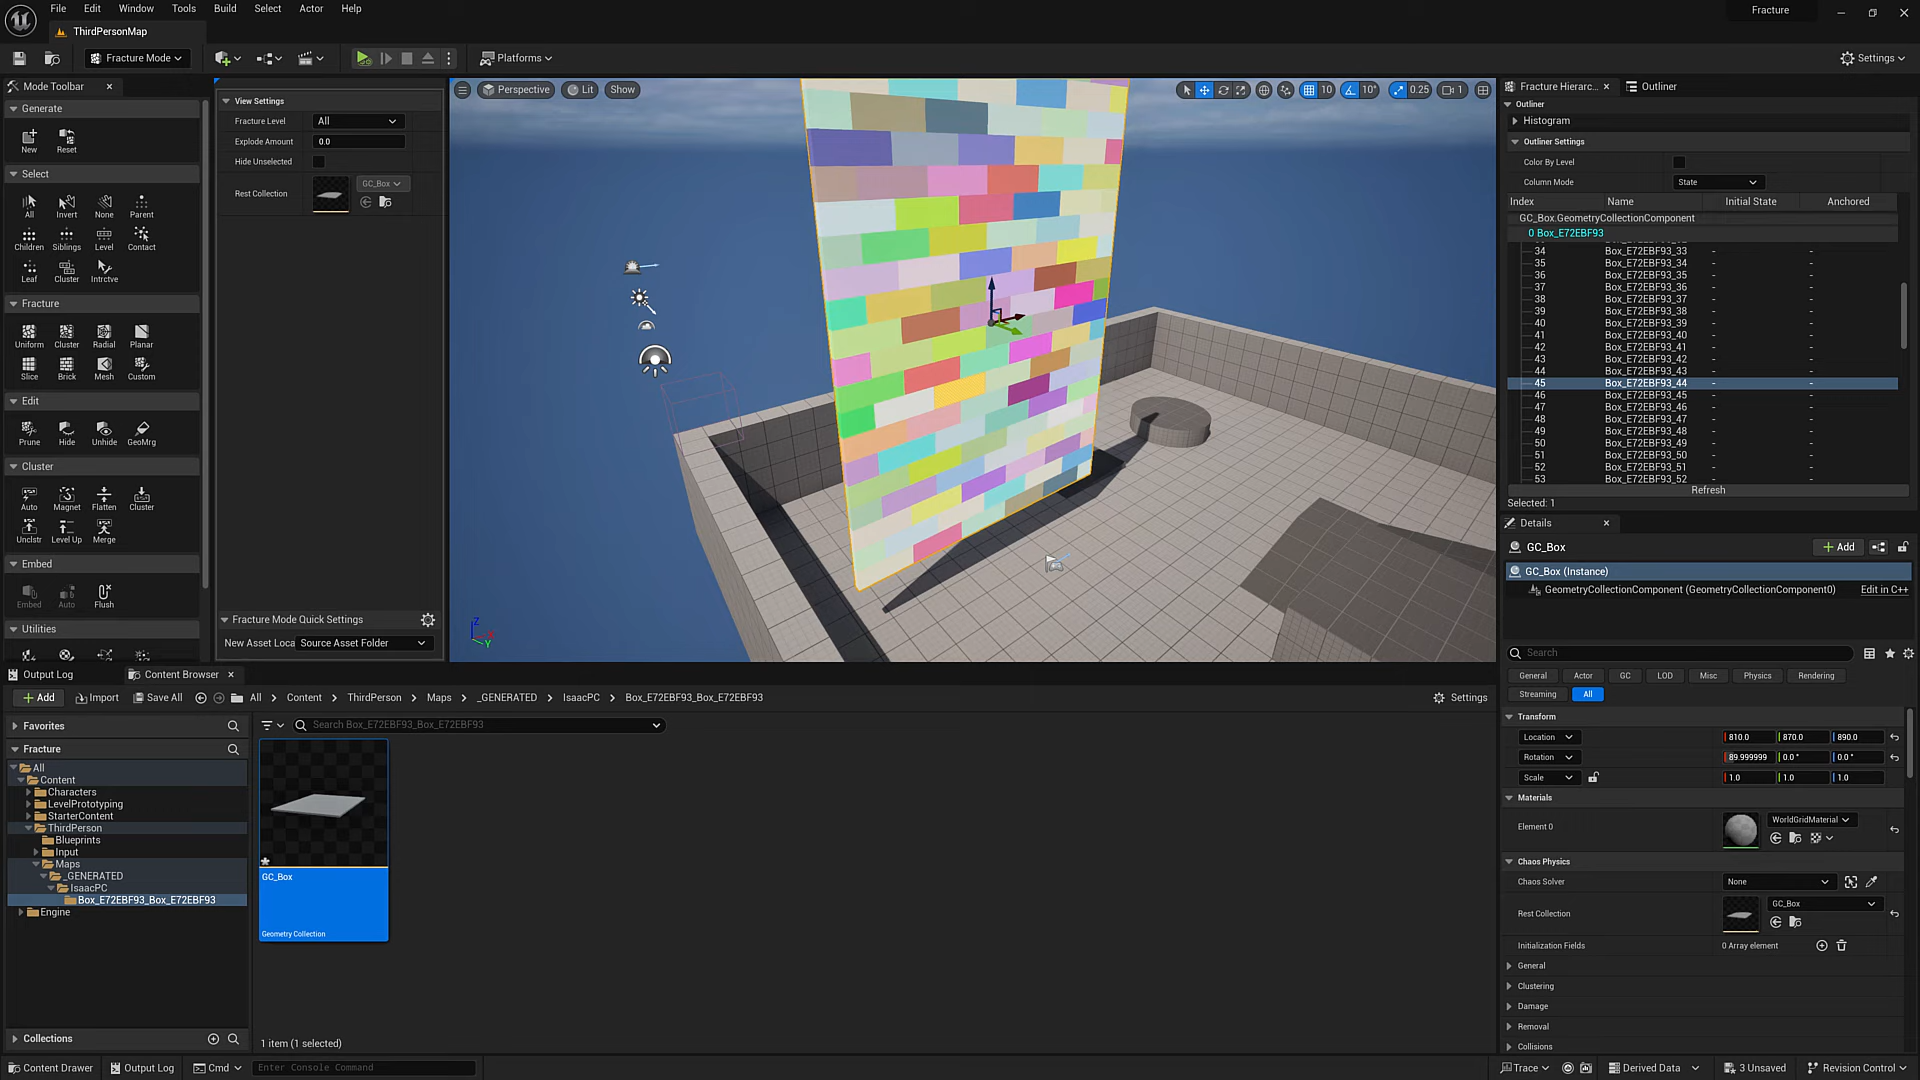 File Edit Window Tools Build Select Actor Help
Fracture
ThirdPersonMap
Fracture Mode
Platforms
Settings
Mode Toolbar
Generate
New Reset
Select
All Invert None Parent
Children Siblings Level Contact
Leaf Cluster Intrctve
Fracture
Uniform Cluster Radial Planar
Slice Brick Mesh Custom
Edit
Prune Hide Unhide GeoMrg
Cluster
Auto Magnet Flatten Cluster
Unclstr Level Up Merge
Embed
Embed Auto Flush
Utilities
View Settings
Fracture Level All
Explode Amount 0.0
Hide Unselected
Rest Collection GC_Box
Fracture Mode Quick Settings
New Asset Loca Source Asset Folder
Perspective Lit Show
10 10° 0.25 1
Z
X
Y
Fracture Hierarc... Outliner
Outliner
Histogram
Outliner Settings
Color By Level
Column Mode State
Index Name Initial State Anchored
GC_Box.GeometryCollectionComponent
0 Box_E72EBF93
34 Box_E72EBF93_33 - -
35 Box_E72EBF93_34 - -
36 Box_E72EBF93_35 - -
37 Box_E72EBF93_36 - -
38 Box_E72EBF93_37 - -
39 Box_E72EBF93_38 - -
40 Box_E72EBF93_39 - -
41 Box_E72EBF93_40 - -
42 Box_E72EBF93_41 - -
43 Box_E72EBF93_42 - -
44 Box_E72EBF93_43 - -
45 Box_E72EBF93_44 - -
46 Box_E72EBF93_45 - -
47 Box_E72EBF93_46 - -
48 Box_E72EBF93_47 - -
49 Box_E72EBF93_48 - -
50 Box_E72EBF93_49 - -
51 Box_E72EBF93_50 - -
52 Box_E72EBF93_51 - -
53 Box_E72EBF93_52 - -
Refresh
Selected: 1
Details
GC_Box
Add
GC_Box (Instance)
GeometryCollectionComponent (GeometryCollectionComponent0) Edit in C++
Search
General Actor GC LOD Misc Physics Rendering
Streaming All
Transform
Location 810.0 870.0 890.0
Rotation 89.999999 0.0 ° 0.0 °
Scale 1.0 1.0 1.0
Materials
Element 0 WorldGridMaterial
Chaos Physics
Chaos Solver None
Rest Collection GC_Box
Initialization Fields 0 Array element
General
Clustering
Damage
Removal
Collisions
Output Log Content Browser
Add Import Save All All Content ThirdPerson Maps _GENERATED IsaacPC Box_E72EBF93_Box_E72EBF93 Settings
Favorites
Search Box_E72EBF93_Box_E72EBF93
Fracture
All
Content
Characters
LevelPrototyping
StarterContent
ThirdPerson
Blueprints
Input
Maps
_GENERATED
IsaacPC
Box_E72EBF93_Box_E72EBF93
Engine
GC_Box
Geometry Collection
Collections
1 item (1 selected)
Content Drawer Output Log Cmd Enter Console Command
Trace Derived Data 3 Unsaved Revision Control